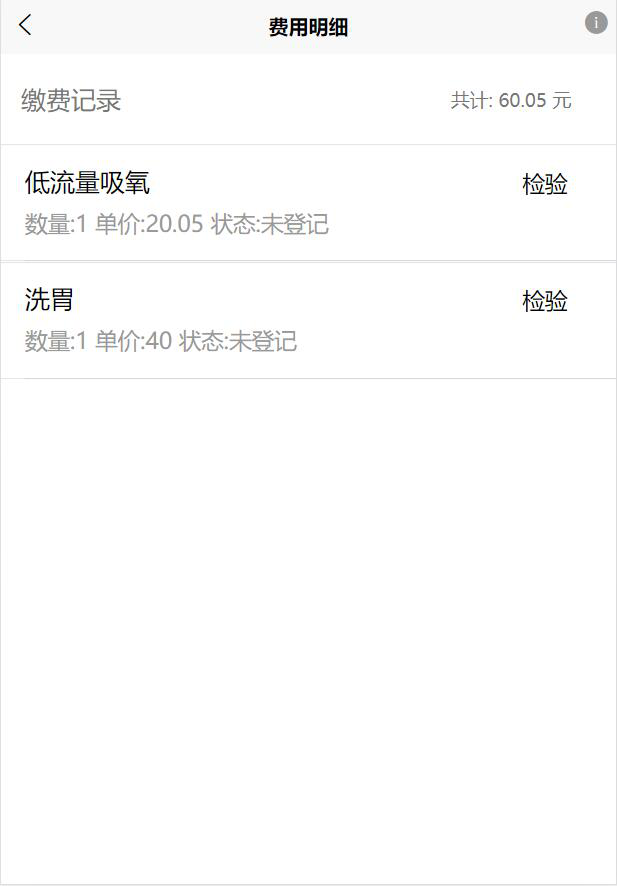 费用明细
i
缴费记录 共计: 60.05 元
低流量吸氧 检验
数量:1 单价:20.05 状态:未登记
洗胃 检验
数量:1 单价:40 状态:未登记